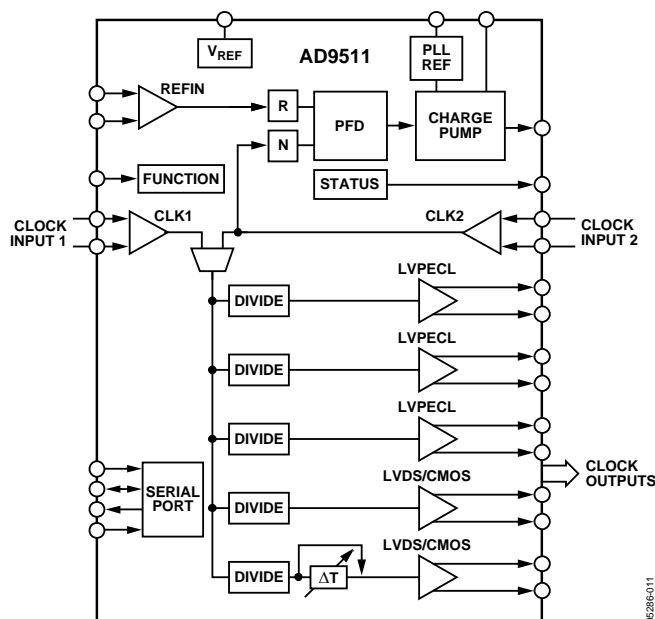 VREF
AD9511
PLL
REF
REFIN
R
PFD
CHARGE
PUMP
N
FUNCTION
STATUS
CLOCK
INPUT 1
CLK1
CLK2
CLOCK
INPUT 2
LVPECL
DIVIDE
LVPECL
DIVIDE
LVPECL
DIVIDE
SERIAL
PORT
LVDS/CMOS
DIVIDE
CLOCK
OUTPUTS
LVDS/CMOS
DIVIDE
ΔT
05286-011